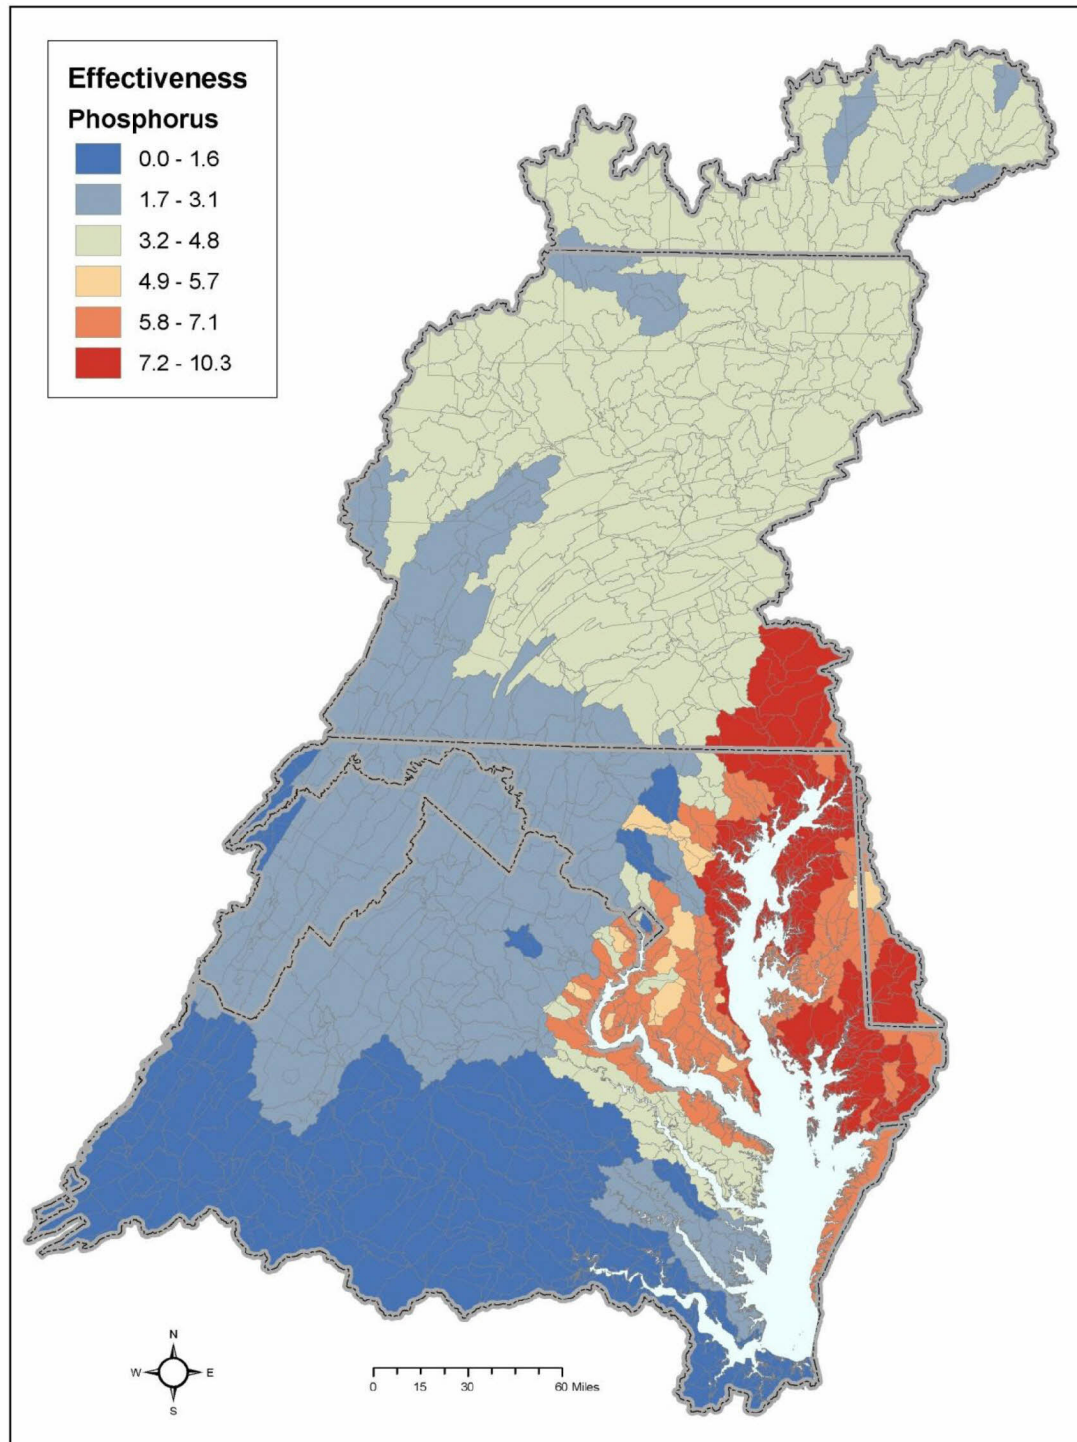 Effectiveness
Phosphorus
0.0 - 1.6
1.7 - 3.1
3.2 - 4.8
4.9 - 5.7
5.8 - 7.1
7.2 - 10.3
N
W E
S
0 15 30 60 Miles